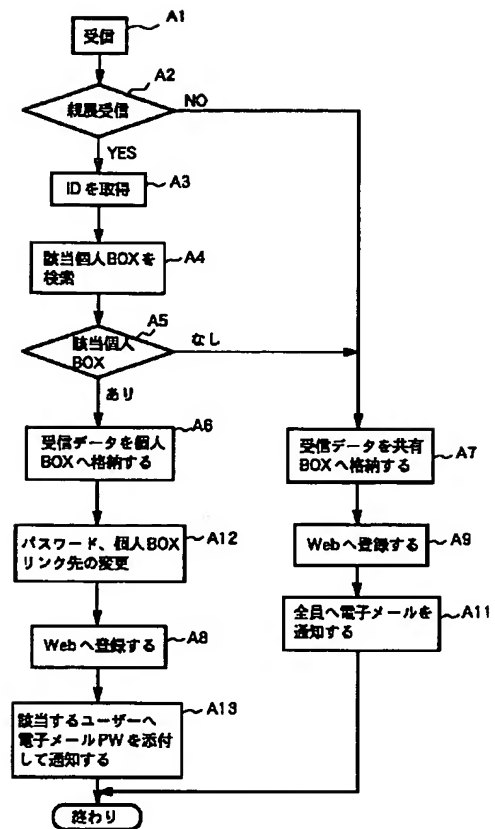 受信
A1
A2
親展受信
NO
YES
IDを取得
A3
該当個人BOXを
検索
A4
A5
該当個人
BOX
なし
あり
A6
受信データを個人
BOXへ格納する
受信データを共有
BOXへ格納する
A7
パスワード、個人BOX
リンク先の変更
A12
Webへ登録する
A9
Webへ登録する
A8
全員へ電子メールを
通知する
A11
該当するユーザーへ
電子メールPWを添付
して通知する
A13
終わり